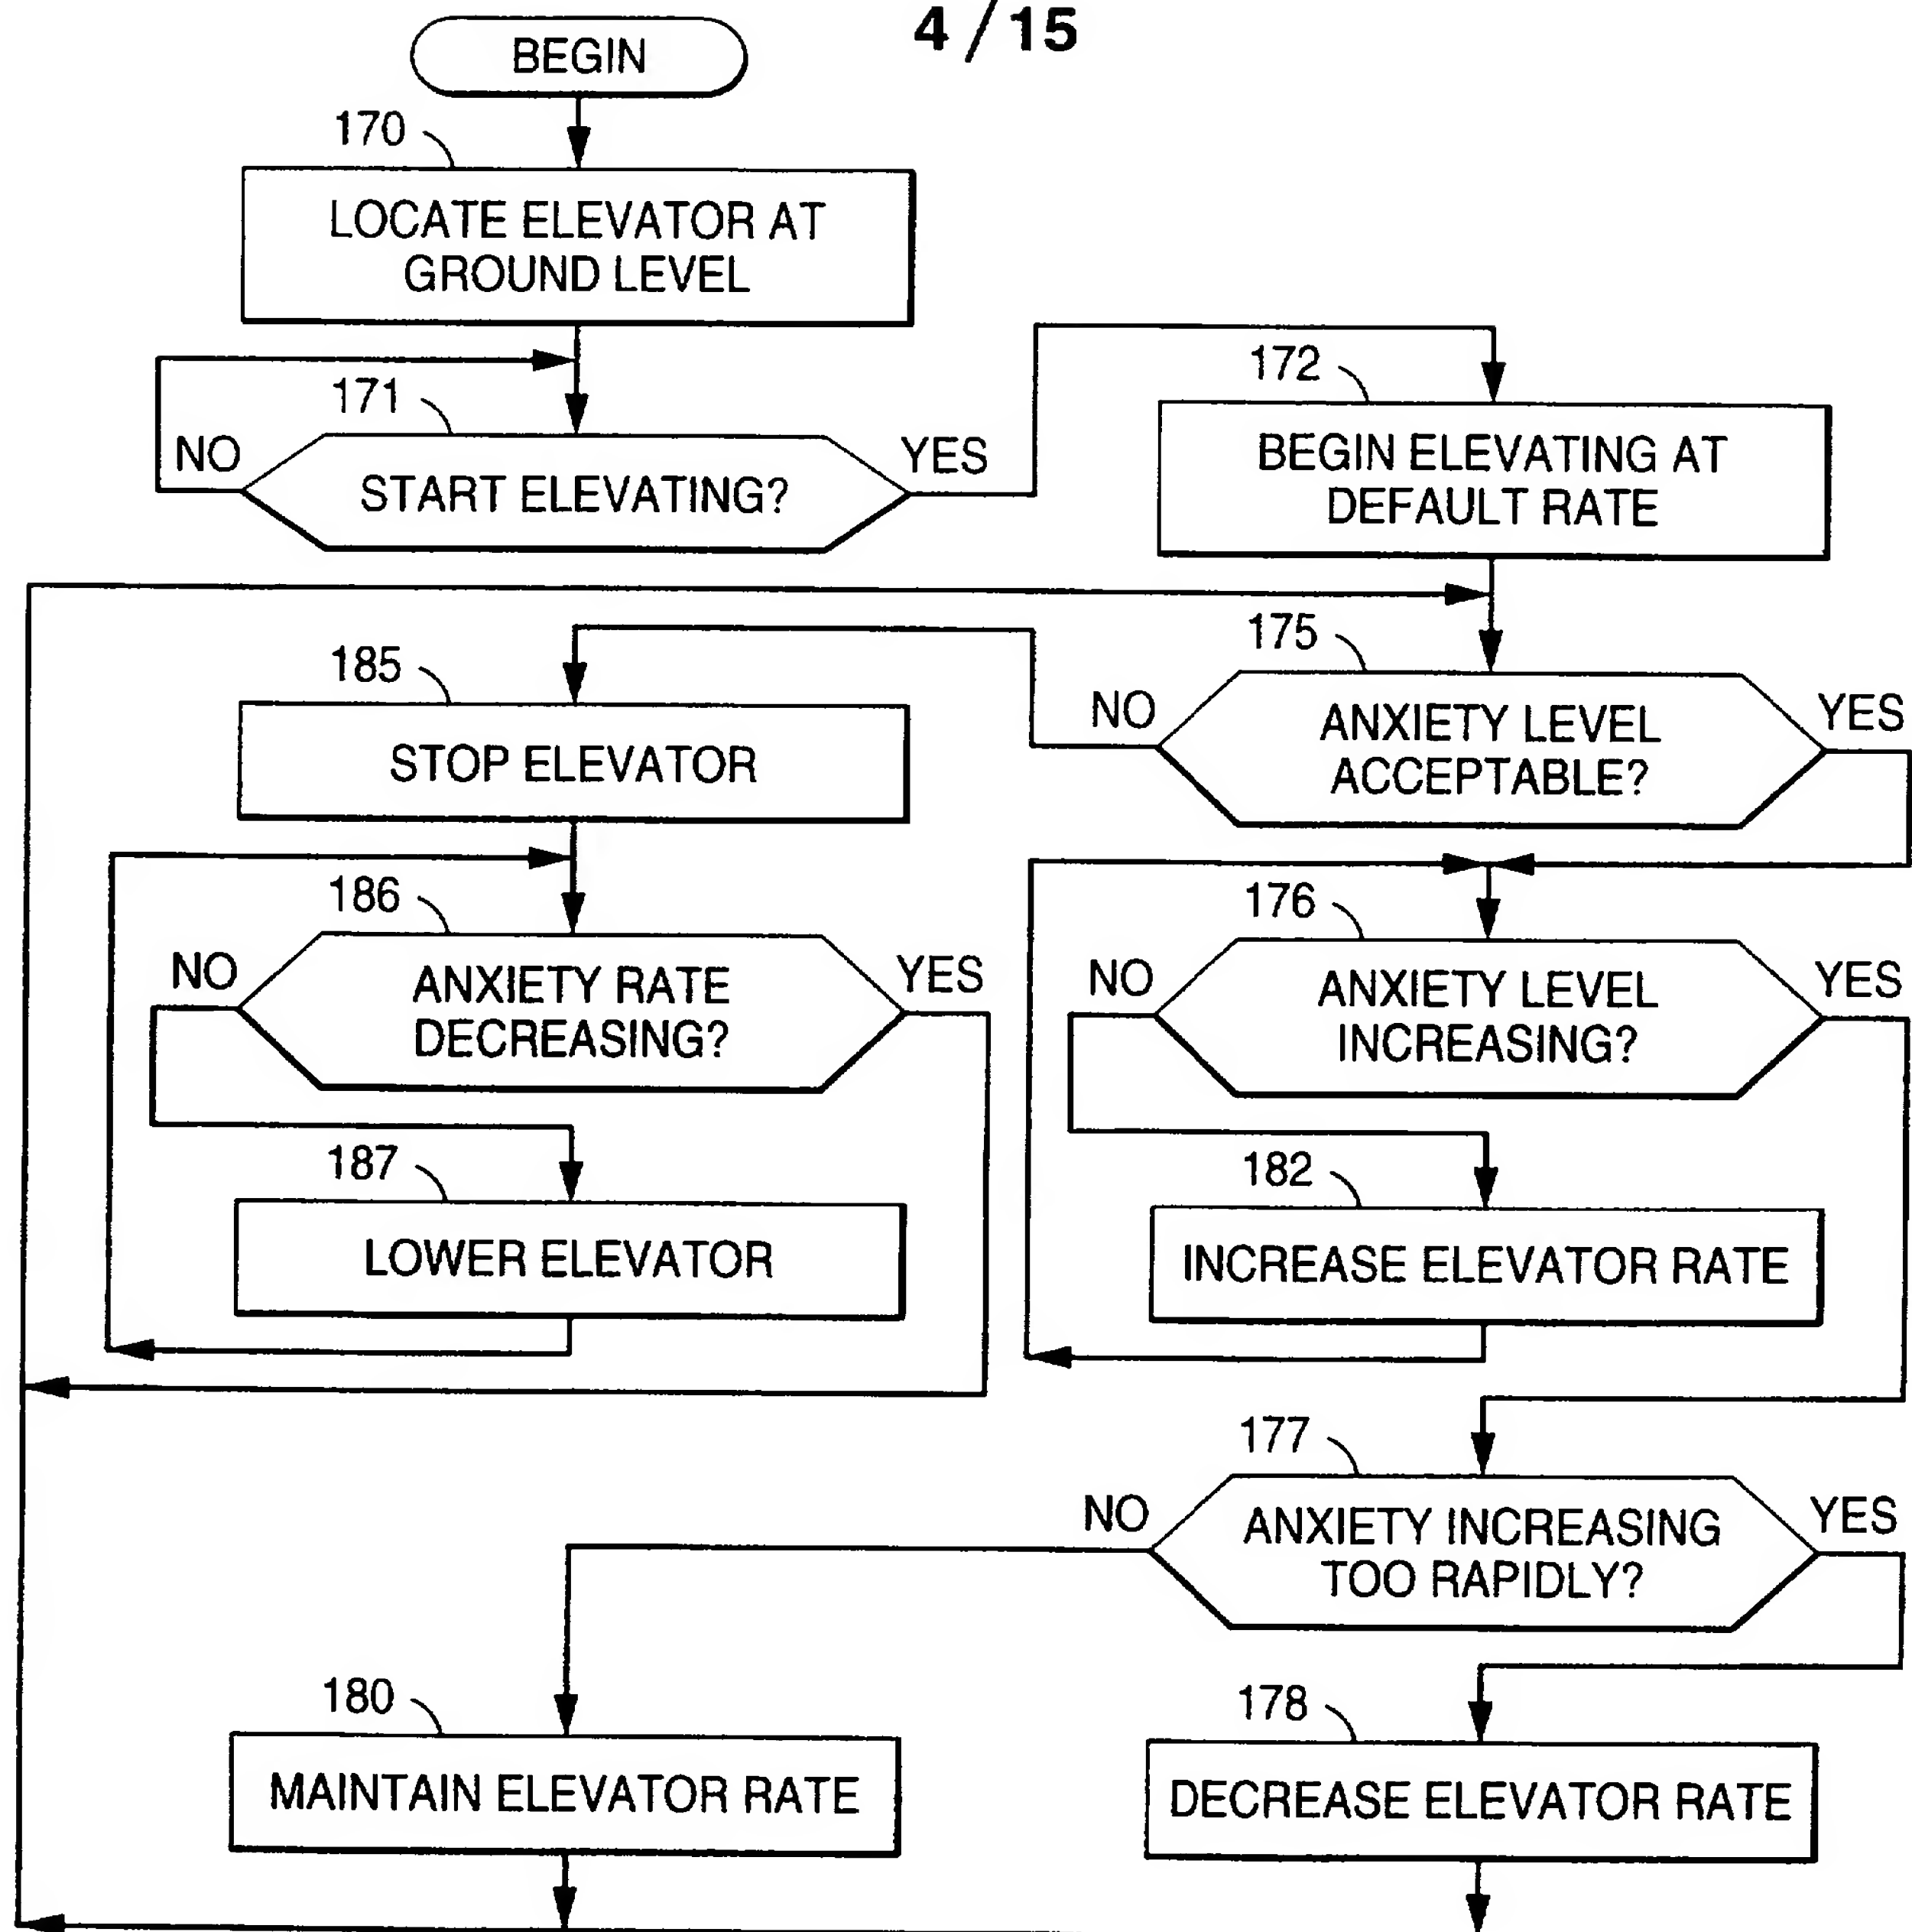 4/15
BEGIN
170
LOCATE ELEVATOR AT
GROUND LEVEL
171
NO
START ELEVATING?
YES
172
BEGIN ELEVATING AT
DEFAULT RATE
175
NO
ANXIETY LEVEL
ACCEPTABLE?
YES
185
STOP ELEVATOR
186
NO
ANXIETY RATE
DECREASING?
YES
176
NO
ANXIETY LEVEL
INCREASING?
YES
187
LOWER ELEVATOR
182
INCREASE ELEVATOR RATE
177
NO
ANXIETY INCREASING
TOO RAPIDLY?
YES
180
MAINTAIN ELEVATOR RATE
178
DECREASE ELEVATOR RATE